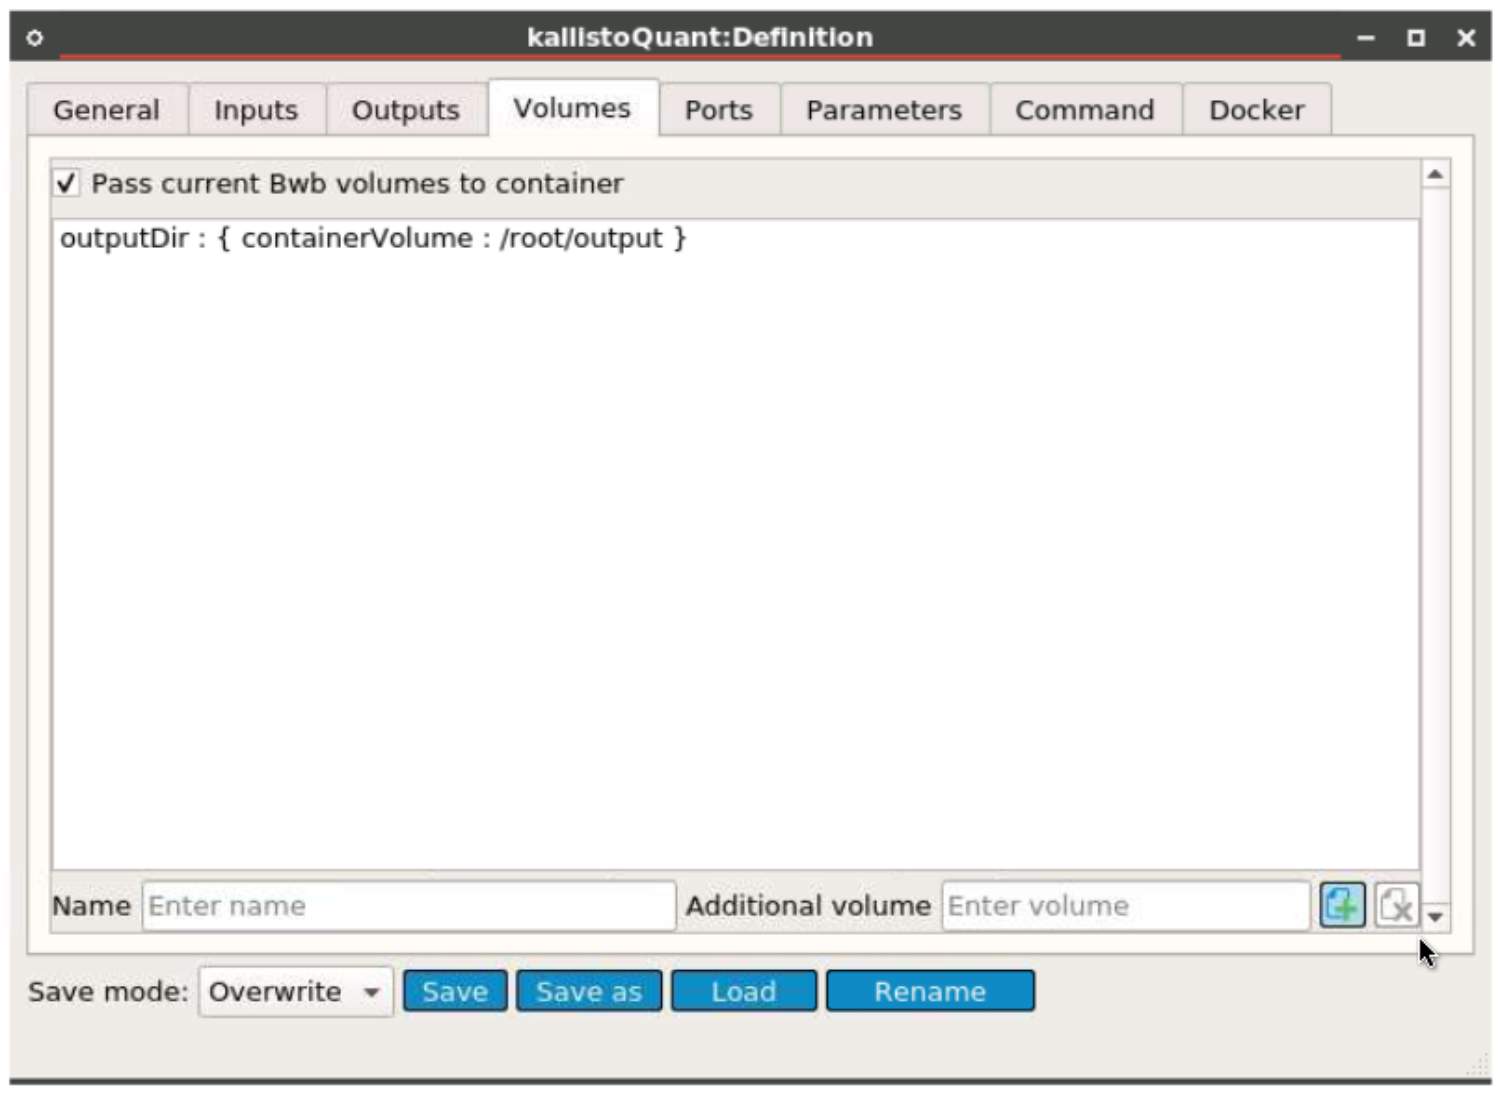 kallistoQuant:Definition
General Inputs Outputs Volumes Ports Parameters Command Docker
Pass current Bwb volumes to container
outputDir : { containerVolume : /root/output }
Name Enter name Additional volume Enter volume
Save mode: Overwrite Save Save as Load Rename